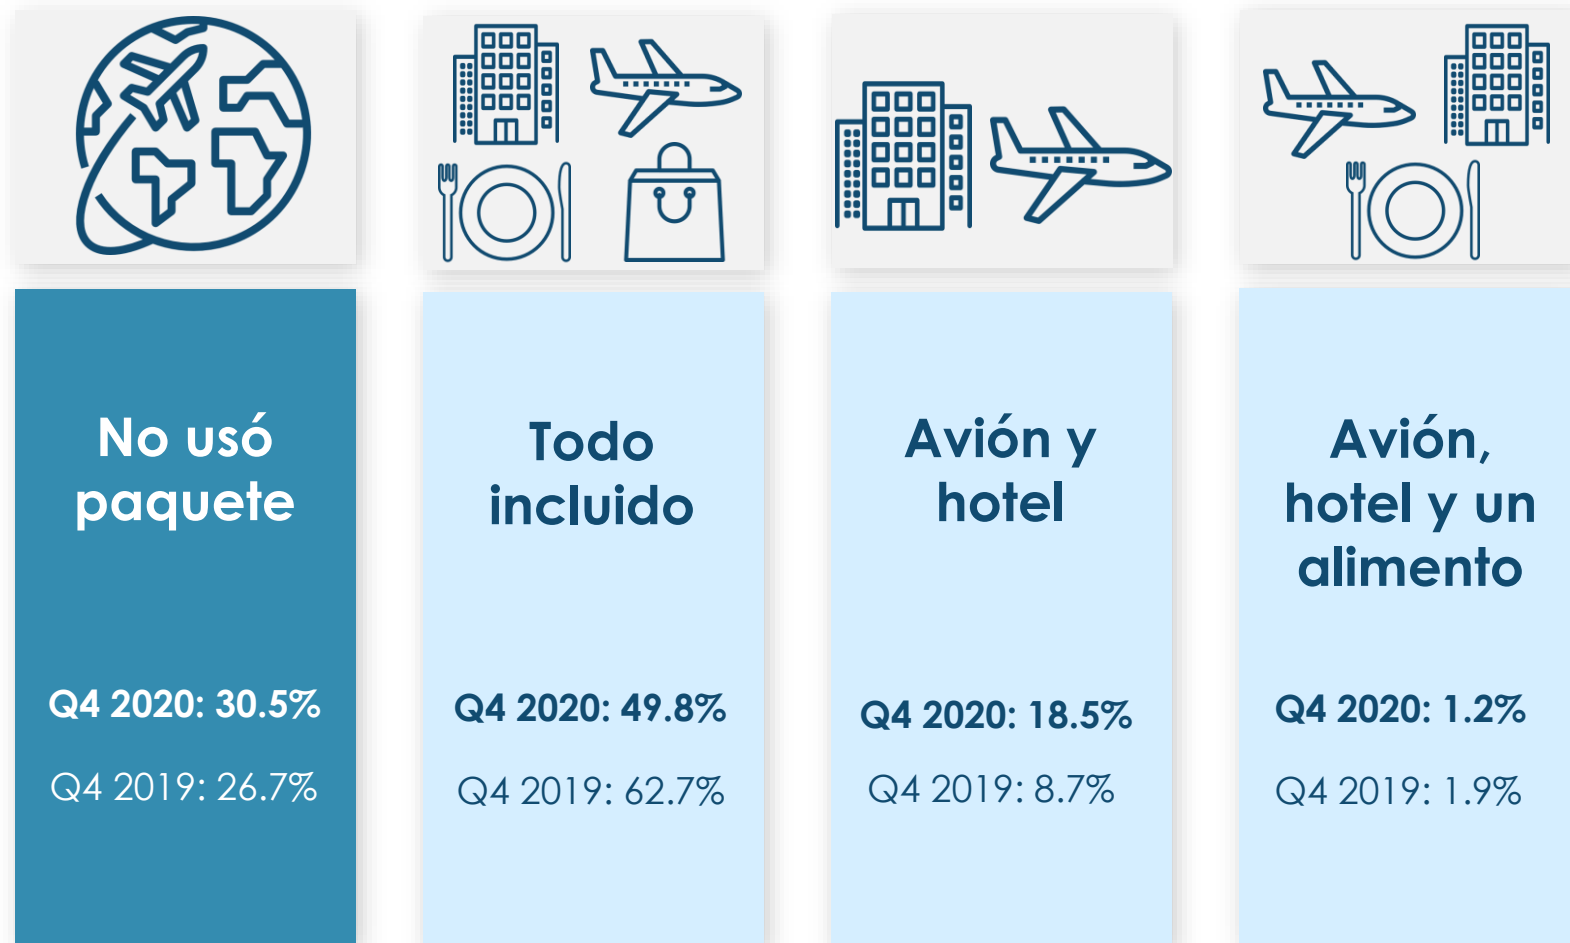 No usó
paquete
Q4 2020: 30.5%
Q4 2019: 26.7%
Todo
incluido
Q4 2020: 49.8%
Q4 2019: 62.7%
Avión y
hotel
Q4 2020: 18.5%
Q4 2019: 8.7%
Avión,
hotel y un
alimento
Q4 2020: 1.2%
Q4 2019: 1.9%